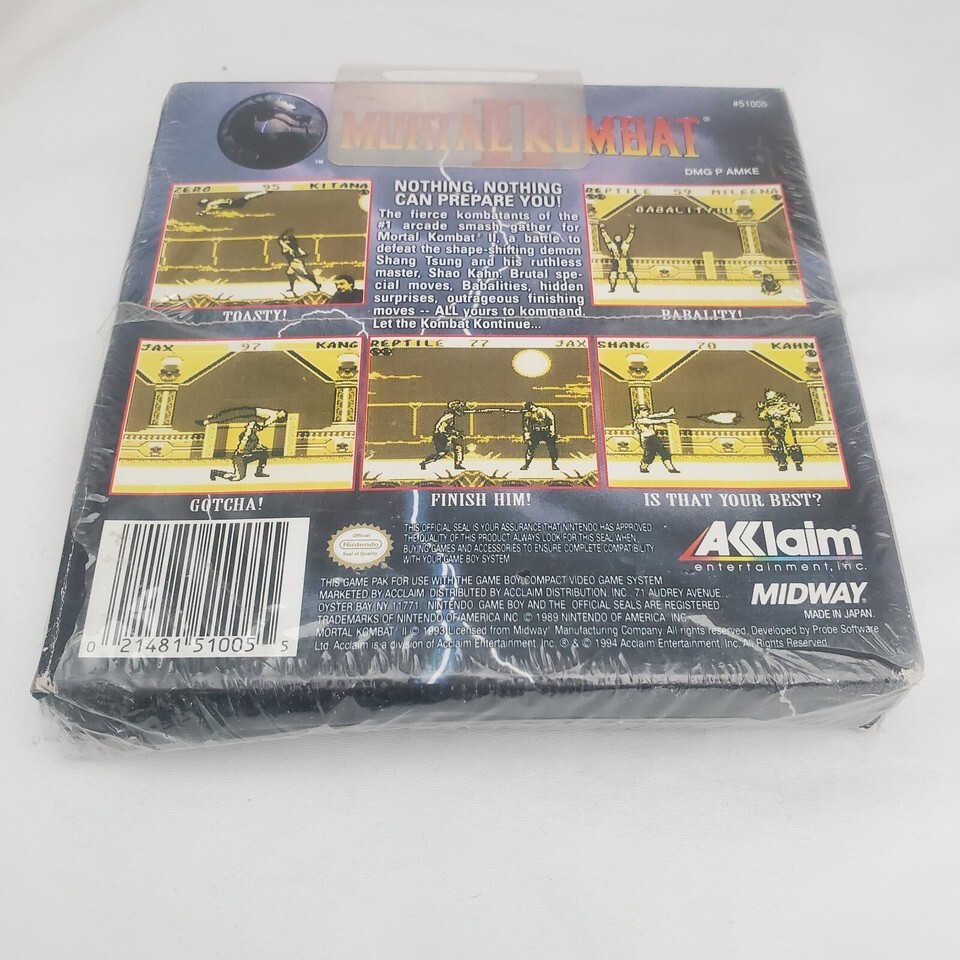 #51005
MORTAL KOMBAT®
II
™
DMG P AMKE
ZERO 95 KITANA
TOASTY!
NOTHING, NOTHING
CAN PREPARE YOU!
The fierce kombatants of the
#1 arcade smash gather for
Mortal Kombat® II, a battle to
defeat the shape-shifting demon
Shang Tsung and his ruthless
master, Shao Kahn. Brutal spe-
cial moves, Babalities, hidden
surprises, outrageous finishing
moves -- ALL yours to kommand.
Let the Kombat Kontinue...
REPTILE 59 MILEENA
BABALITY!!!
BABALITY!
JAX 97 KANG
GOTCHA!
REPTILE 77 JAX
FINISH HIM!
SHANG 70 KAHN
IS THAT YOUR BEST?
0 21481 51005 5
Official
Nintendo
Seal of Quality
THIS OFFICIAL SEAL IS YOUR ASSURANCE THAT NINTENDO HAS APPROVED
THE QUALITY OF THIS PRODUCT. ALWAYS LOOK FOR THIS SEAL WHEN
BUYING GAMES AND ACCESSORIES TO ENSURE COMPLETE COMPATIBILITY
WITH YOUR GAME BOY SYSTEM
AKKlaim®
entertainment, inc.
MIDWAY®
MADE IN JAPAN.
THIS GAME PAK FOR USE WITH THE GAME BOY COMPACT VIDEO GAME SYSTEM
MARKETED BY ACCLAIM. DISTRIBUTED BY ACCLAIM DISTRIBUTION, INC., 71 AUDREY AVENUE...
OYSTER BAY, NY 11771. NINTENDO, GAME BOY AND THE OFFICIAL SEALS ARE REGISTERED
TRADEMARKS OF NINTENDO OF AMERICA INC. © 1989 NINTENDO OF AMERICA INC.
MORTAL KOMBAT® II © 1993 Licensed from Midway® Manufacturing Company. All rights reserved. Developed by Probe Software
Ltd. Acclaim is a division of Acclaim Entertainment, Inc. ® & © 1994 Acclaim Entertainment, Inc. All Rights Reserved.